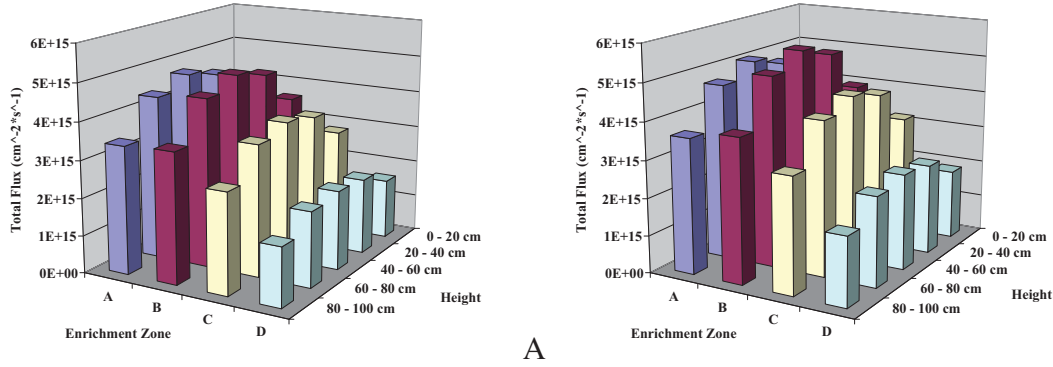 6E+15
5E+15
4E+15
3E+15
2E+15
1E+15
0E+00
Total Flux (cm^-2*s^-1)
A
B
C
D
Enrichment Zone
0 - 20 cm
20 - 40 cm
40 - 60 cm
60 - 80 cm
80 - 100 cm
Height
6E+15
5E+15
4E+15
3E+15
2E+15
1E+15
0E+00
Total Flux (cm^-2*s^-1)
A
B
C
D
Enrichment Zone
0 - 20 cm
20 - 40 cm
40 - 60 cm
60 - 80 cm
80 - 100 cm
Height
A